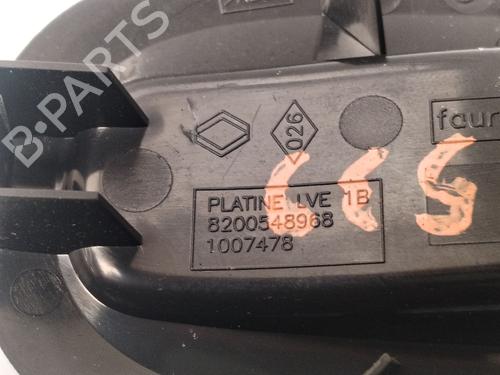 B-PARTS
026
faur
PLATINE LVE 1B
8200548968
1007478